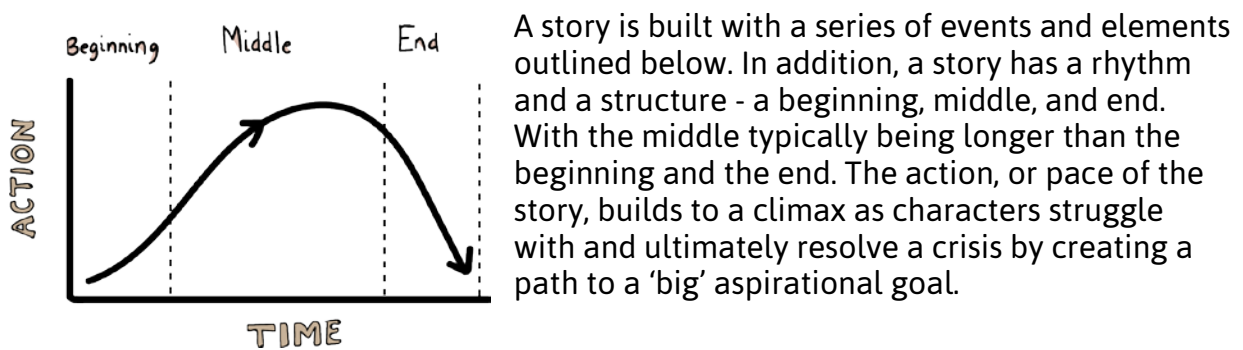 Beginning
Middle
End
ACTION
TIME
A story is built with a series of events and elements
outlined below. In addition, a story has a rhythm
and a structure - a beginning, middle, and end.
With the middle typically being longer than the
beginning and the end. The action, or pace of the
story, builds to a climax as characters struggle
with and ultimately resolve a crisis by creating a
path to a ‘big’ aspirational goal.